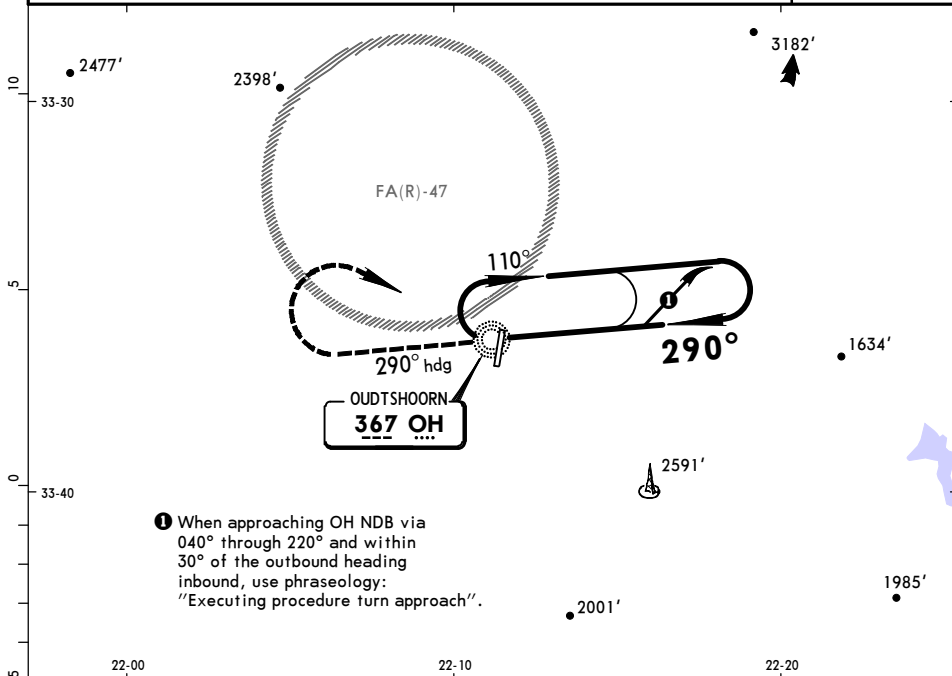 3182'
2477'
2398'
10
33-30
FA(R)-47
110°
5
❶
290°
1634'
290° hdg
OUDTSHOORN
367 OH
2591'
0
33-40
❶ When approaching OH NDB via
040° through 220° and within
30° of the outbound heading
inbound, use phraseology:
"Executing procedure turn approach".
1985'
2001'
22-00
22-10
22-20
5